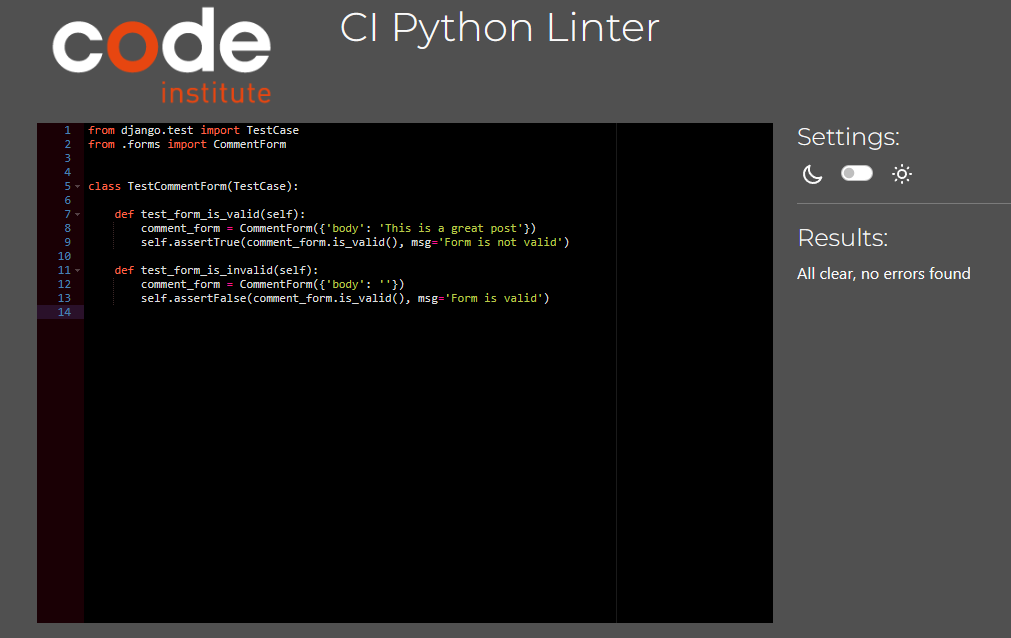 code
institute
CI Python Linter
1 from django.test import TestCase
2 from .forms import CommentForm
3
4
5 class TestCommentForm(TestCase):
6
7     def test_form_is_valid(self):
8         comment_form = CommentForm({'body': 'This is a great post'})
9         self.assertTrue(comment_form.is_valid(), msg='Form is not valid')
10
11     def test_form_is_invalid(self):
12         comment_form = CommentForm({'body': ''})
13         self.assertFalse(comment_form.is_valid(), msg='Form is valid')
14
Settings:
Results:
All clear, no errors found